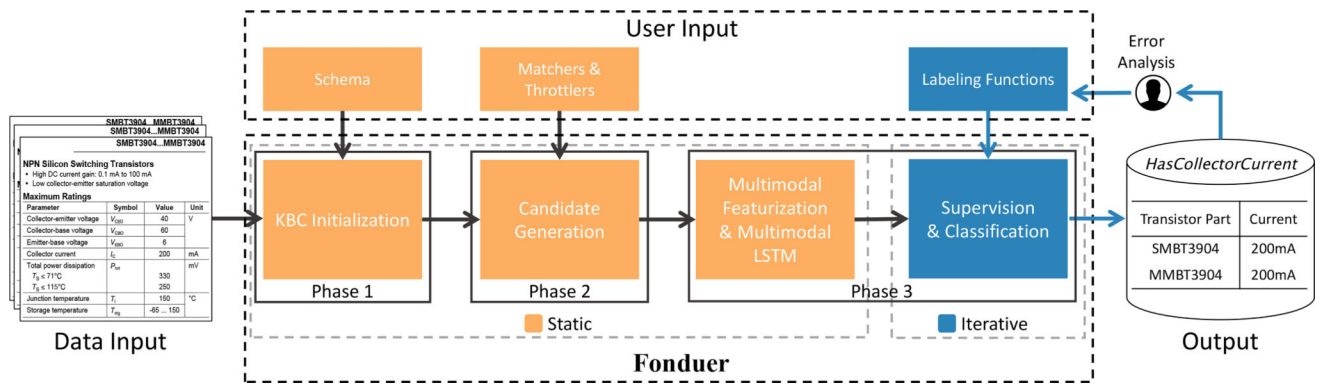 User Input
Schema
Matchers &
Throttlers
Labeling Functions
Error
Analysis
SMBT3904...MMBT3904
SMBT3904...MMBT3904
SMBT3904...MMBT3904
NPN Silicon Switching Transistors
• High DC current gain: 0.1 mA to 100 mA
• Low collector-emitter saturation voltage
Maximum Ratings
Parameter Symbol Value Unit
Collector-emitter voltage VCBO 40 V
Collector-base voltage VCBO 60
Emitter-base voltage VEBO 6
Collector current IC 200 mA
Total power dissipation Ptot mV
TS ≤ 71°C 330
TS ≤ 115°C 250
Junction temperature Tj 150 °C
Storage temperature Tstg -65 ... 150
Data Input
KBC Initialization
Phase 1
Candidate
Generation
Phase 2
Multimodal
Featurization
& Multimodal
LSTM
Supervision
& Classification
Phase 3
Static
Iterative
Fonduer
HasCollectorCurrent
Transistor Part Current
SMBT3904 200mA
MMBT3904 200mA
Output